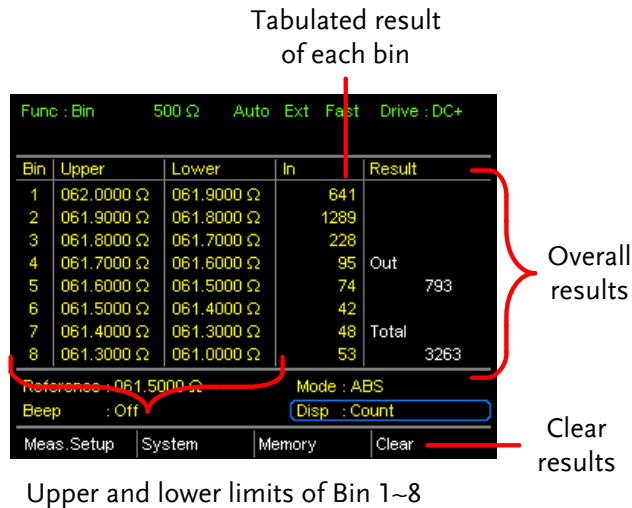 Tabulated result
of each bin
Func : Bin 500 Ω Auto Ext Fast Drive : DC+
Bin Upper Lower In Result
1 062.0000 Ω 061.9000 Ω 641
2 061.9000 Ω 061.8000 Ω 1289
3 061.8000 Ω 061.7000 Ω 228
4 061.7000 Ω 061.6000 Ω 95 Out
5 061.6000 Ω 061.5000 Ω 74 793
6 061.5000 Ω 061.4000 Ω 42
7 061.4000 Ω 061.3000 Ω 48 Total
8 061.3000 Ω 061.0000 Ω 53 3263
Overall
results
Reference : 061.5000 Ω Mode : ABS
Beep : Off Disp : Count
Meas.Setup System Memory Clear
Clear
results
Upper and lower limits of Bin 1~8